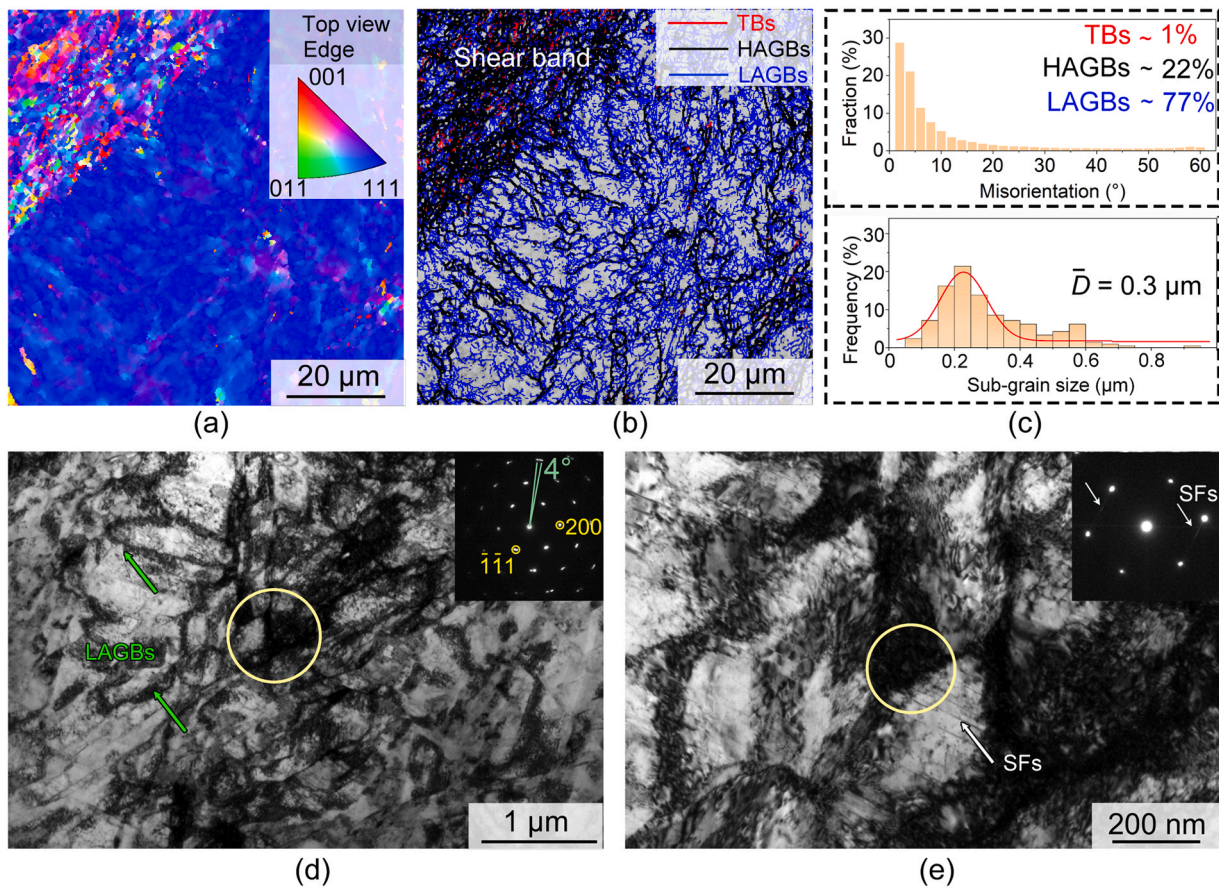 Top view
Edge
001
011
111
20 μm
(a)
Shear band
TBs
HAGBs
LAGBs
20 μm
(b)
Fraction (%)
30
20
10
0
TBs ~ 1%
HAGBs ~ 22%
LAGBs ~ 77%
0 10 20 30 40 50 60
Misorientation (°)
Frequency (%)
30
20
10
0
D̄ = 0.3 μm
0 0.2 0.4 0.6 0.8
Sub-grain size (μm)
(c)
4°
200
1̄1̄1
LAGBs
1 μm
(d)
SFs
SFs
200 nm
(e)